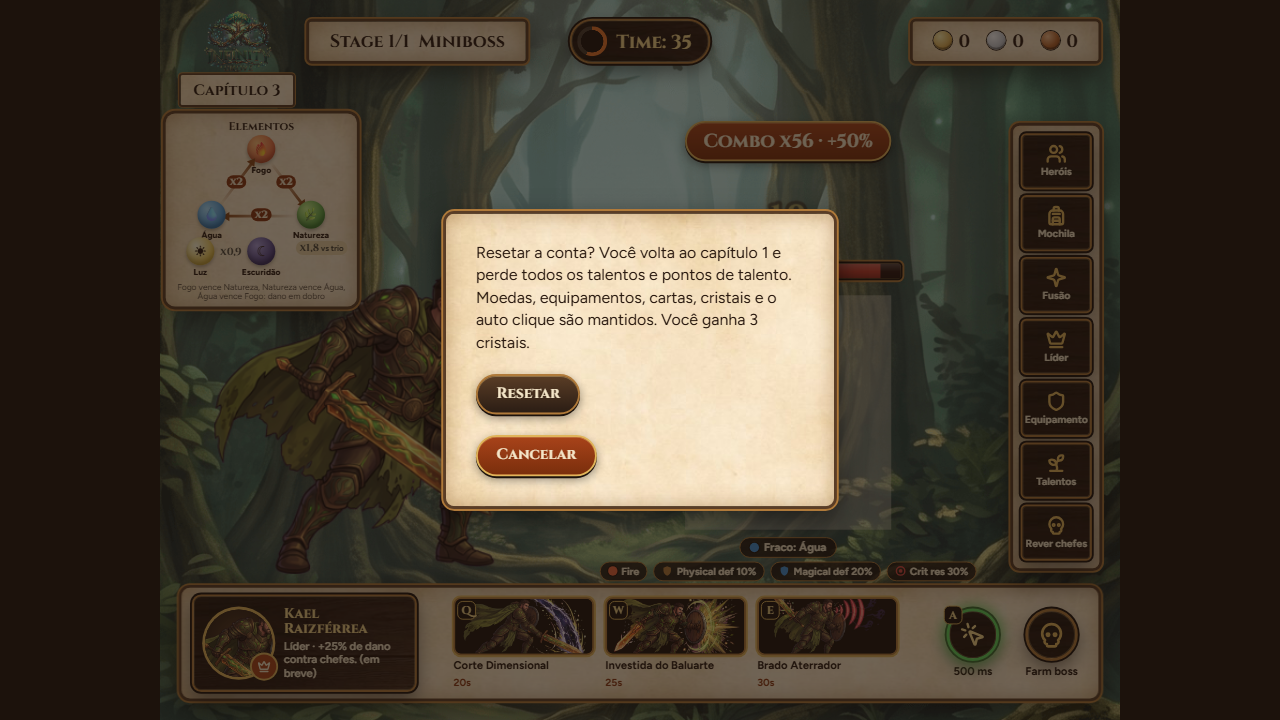 Stage 1/1 Miniboss
Time: 35
0 0 0
Capítulo 3
Elementos
Fogo
x2 x2
x2
Água Natureza
x0,9 x1,8 vs trio
Luz Escuridão
Fogo vence Natureza, Natureza vence Água,
Água vence Fogo: dano em dobro
Combo x56 · +50%
Heróis
Mochila
Fusão
Líder
Equipamento
Talentos
Rever chefes
Resetar a conta? Você volta ao capítulo 1 e
perde todos os talentos e pontos de talento.
Moedas, equipamentos, cartas, cristais e o
auto clique são mantidos. Você ganha 3
cristais.
Resetar
Cancelar
Fraco: Água
Fire Physical def 10% Magical def 20% Crit res 30%
Kael
Raizférrea
Líder · +25% de dano
contra chefes. (em
breve)
Q W E A
Corte Dimensional Investida do Baluarte Brado Aterrador
20s 25s 30s
500 ms Farm boss